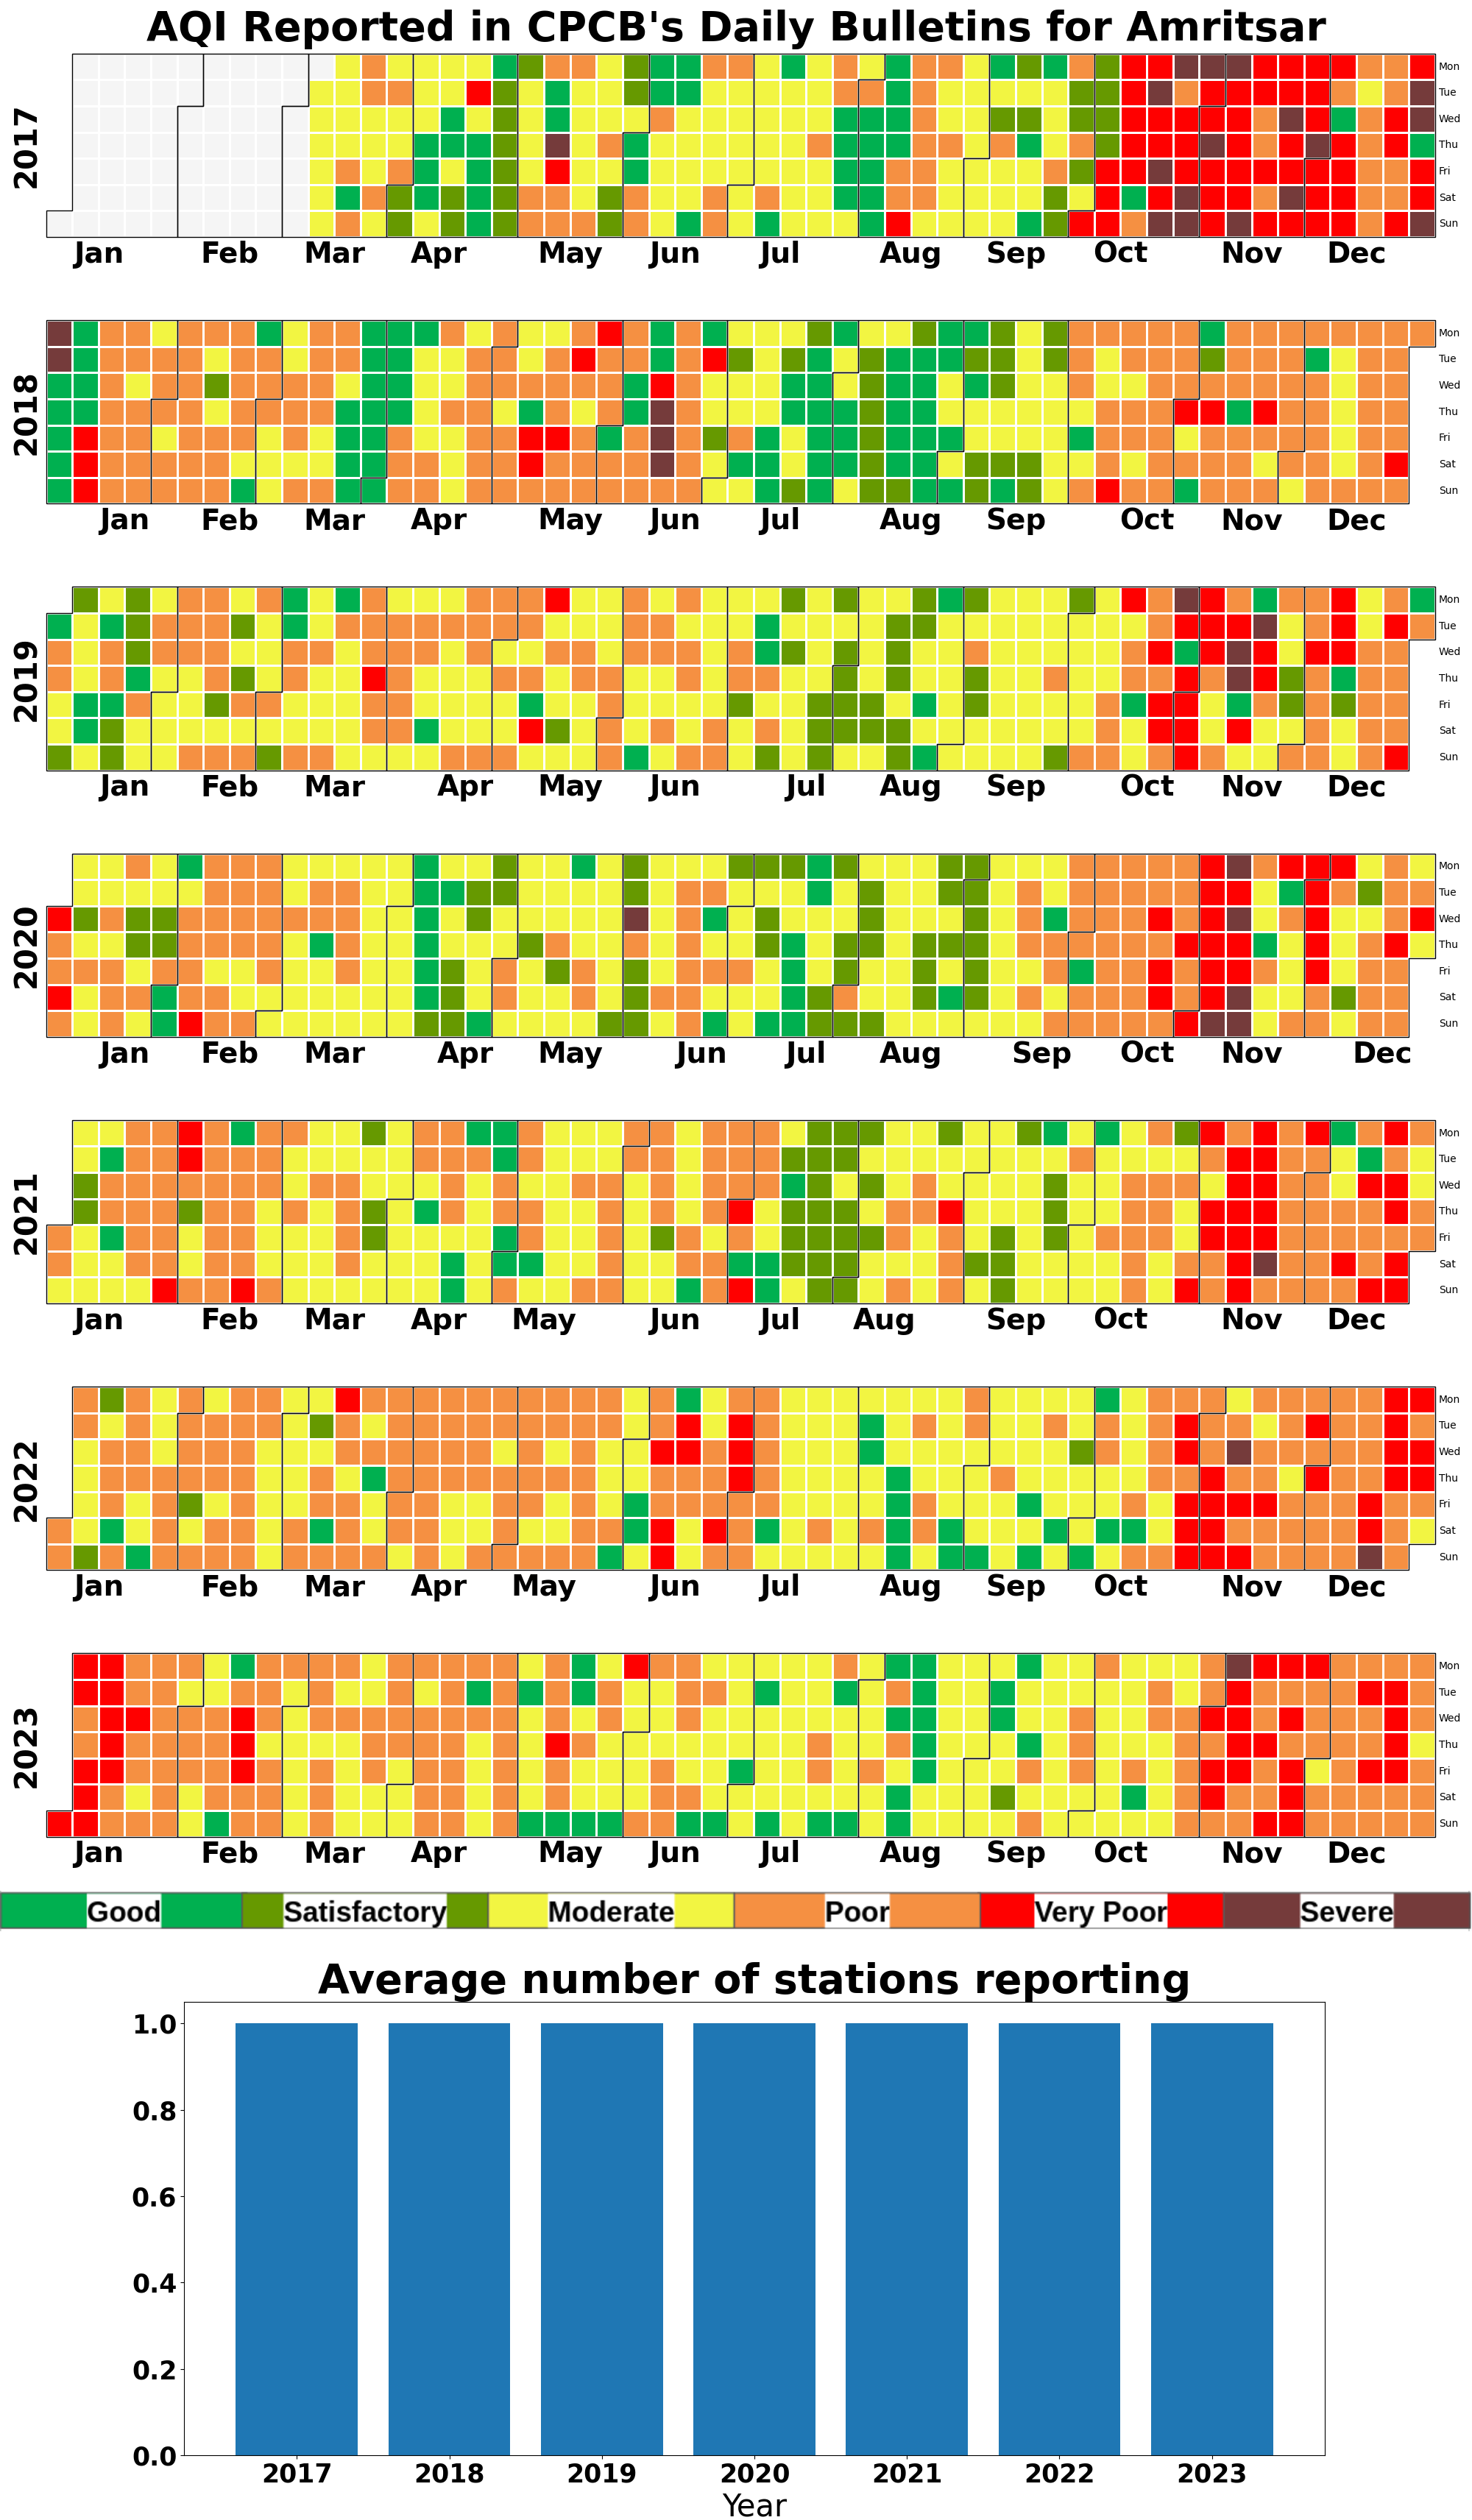 AQI Reported in CPCB's Daily Bulletins for Amritsar
2017
Mon
Tue
Wed
Thu
Fri
Sat
Sun
Jan Feb Mar Apr May Jun Jul Aug Sep Oct Nov Dec
2018
Mon
Tue
Wed
Thu
Fri
Sat
Sun
Jan Feb Mar Apr May Jun Jul Aug Sep Oct Nov Dec
2019
Mon
Tue
Wed
Thu
Fri
Sat
Sun
Jan Feb Mar Apr May Jun Jul Aug Sep Oct Nov Dec
2020
Mon
Tue
Wed
Thu
Fri
Sat
Sun
Jan Feb Mar Apr May Jun Jul Aug Sep Oct Nov Dec
2021
Mon
Tue
Wed
Thu
Fri
Sat
Sun
Jan Feb Mar Apr May Jun Jul Aug Sep Oct Nov Dec
2022
Mon
Tue
Wed
Thu
Fri
Sat
Sun
Jan Feb Mar Apr May Jun Jul Aug Sep Oct Nov Dec
2023
Mon
Tue
Wed
Thu
Fri
Sat
Sun
Jan Feb Mar Apr May Jun Jul Aug Sep Oct Nov Dec
Good Satisfactory Moderate Poor Very Poor Severe
Average number of stations reporting
1.0
0.8
0.6
0.4
0.2
0.0
2017 2018 2019 2020 2021 2022 2023
Year